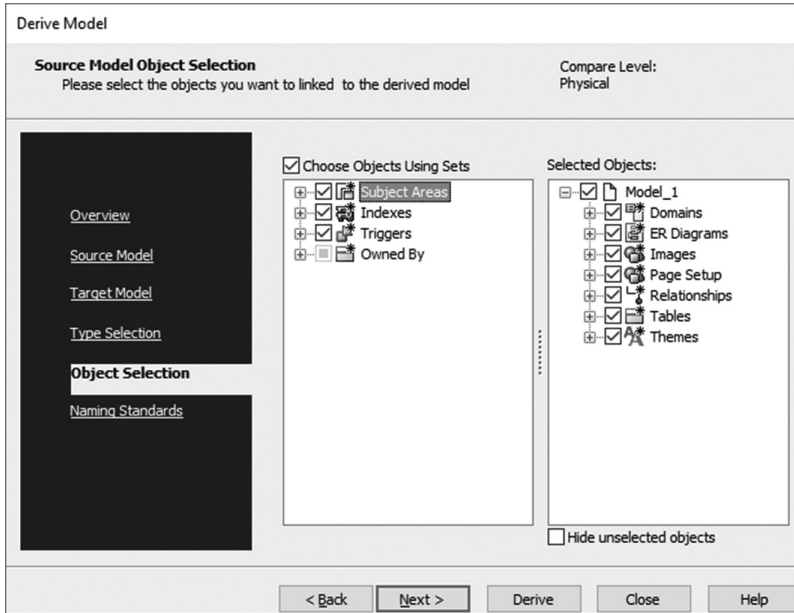 Derive Model
Source Model Object Selection
Please select the objects you want to linked to the derived model
Compare Level:
Physical
Overview
Source Model
Target Model
Type Selection
Object Selection
Naming Standards
Choose Objects Using Sets
Subject Areas
Indexes
Triggers
Owned By
Selected Objects:
Model_1
Domains
ER Diagrams
Images
Page Setup
Relationships
Tables
Themes
Hide unselected objects
< Back
Next >
Derive
Close
Help